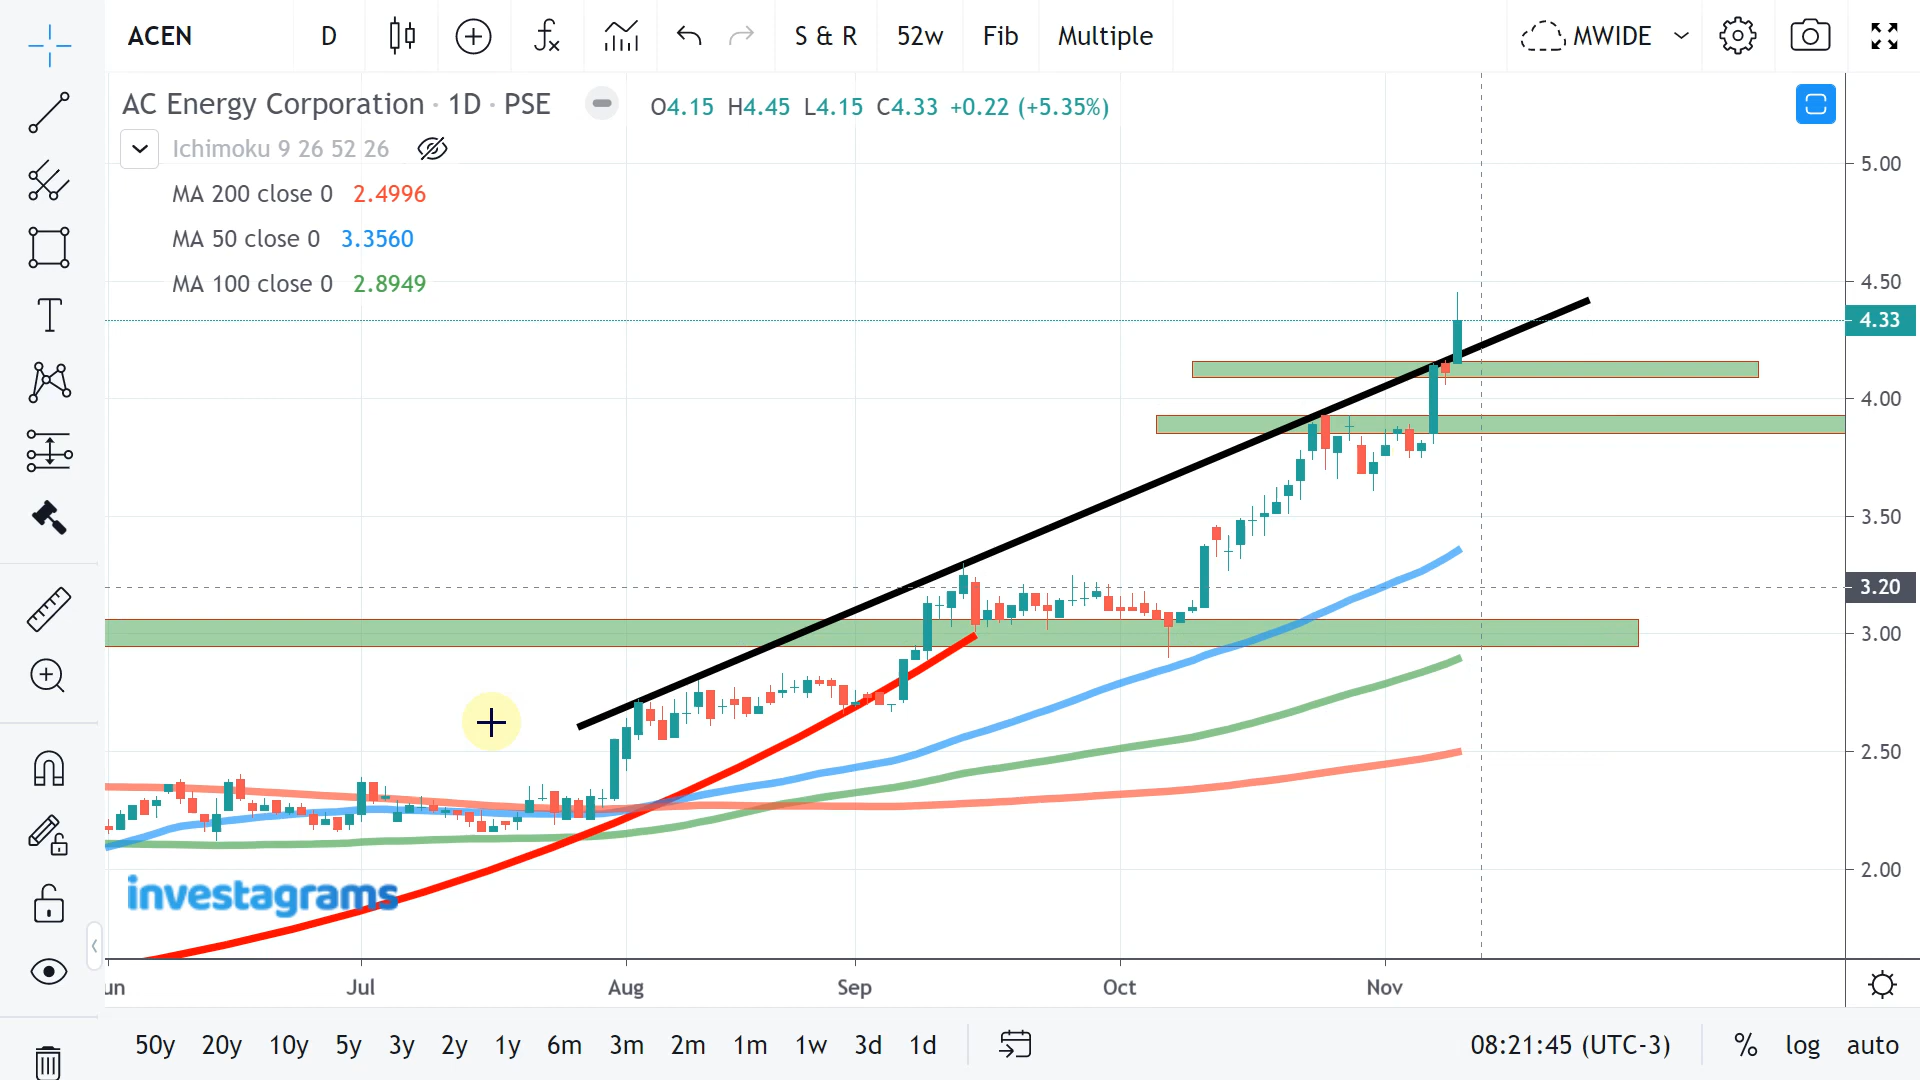 ACEN D S & R 52w Fib Multiple MWIDE
AC Energy Corporation · 1D · PSE O4.15 H4.45 L4.15 C4.33 +0.22 (+5.35%)
Ichimoku 9 26 52 26
MA 200 close 0 2.4996
MA 50 close 0 3.3560
MA 100 close 0 2.8949
5.00
4.50
4.33
4.00
3.50
3.20
3.00
2.50
2.00
investagrams
un Jul Aug Sep Oct Nov
50y 20y 10y 5y 3y 2y 1y 6m 3m 2m 1m 1w 3d 1d 08:21:45 (UTC-3) % log auto